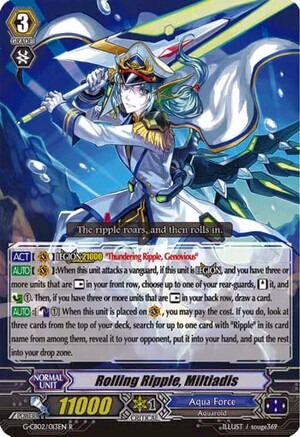 3
GRADE
The ripple roars, and then rolls in.
ACT LEGION 21000 "Thundering Ripple, Genovious"
AUTO :When this unit attacks a vanguard, if this unit is LEGION, and you have three or
more units that are in your front row, choose up to one of your rear-guards, it, and
1. Then, if you have three or more units that are in your back row, draw a card.
AUTO :[ (1)] When this unit is placed on , you may pay the cost. If you do, look at
three cards from the top of your deck, search for up to one card with "Ripple" in its card
name from among them, reveal it to your opponent, put it into your hand, and put the rest
into your drop zone.
NORMAL UNIT
Rolling Ripple, Miltiadis
POWER
11000
1
Aqua Force
Aquaroid
G-CB02/013EN R
ILLUST / touge369